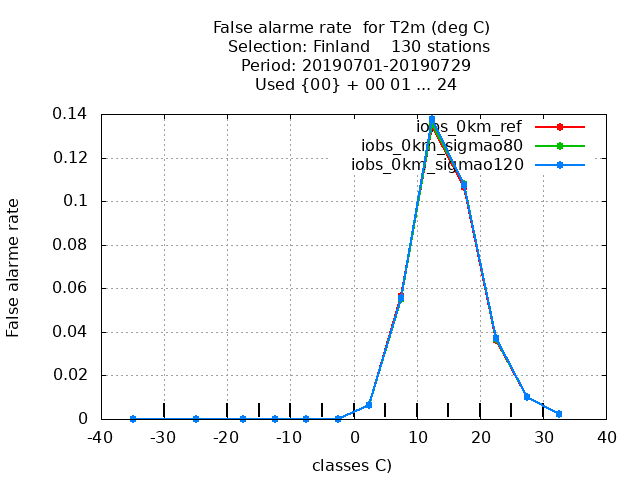 False alarme rate  for T2m (deg C)
Selection: Finland    130 stations
Period: 20190701-20190729
Used {00} + 00 01 ... 24
iobs_0km_ref
iobs_0km_sigmao80
iobs_0km_sigmao120
False alarme rate
0.14
0.12
0.1
0.08
0.06
0.04
0.02
0
-40 -30 -20 -10 0 10 20 30 40
classes C)